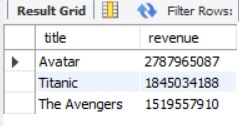 Result Grid Filter Rows:
title revenue
Avatar 2787965087
Titanic 1845034188
The Avengers 1519557910